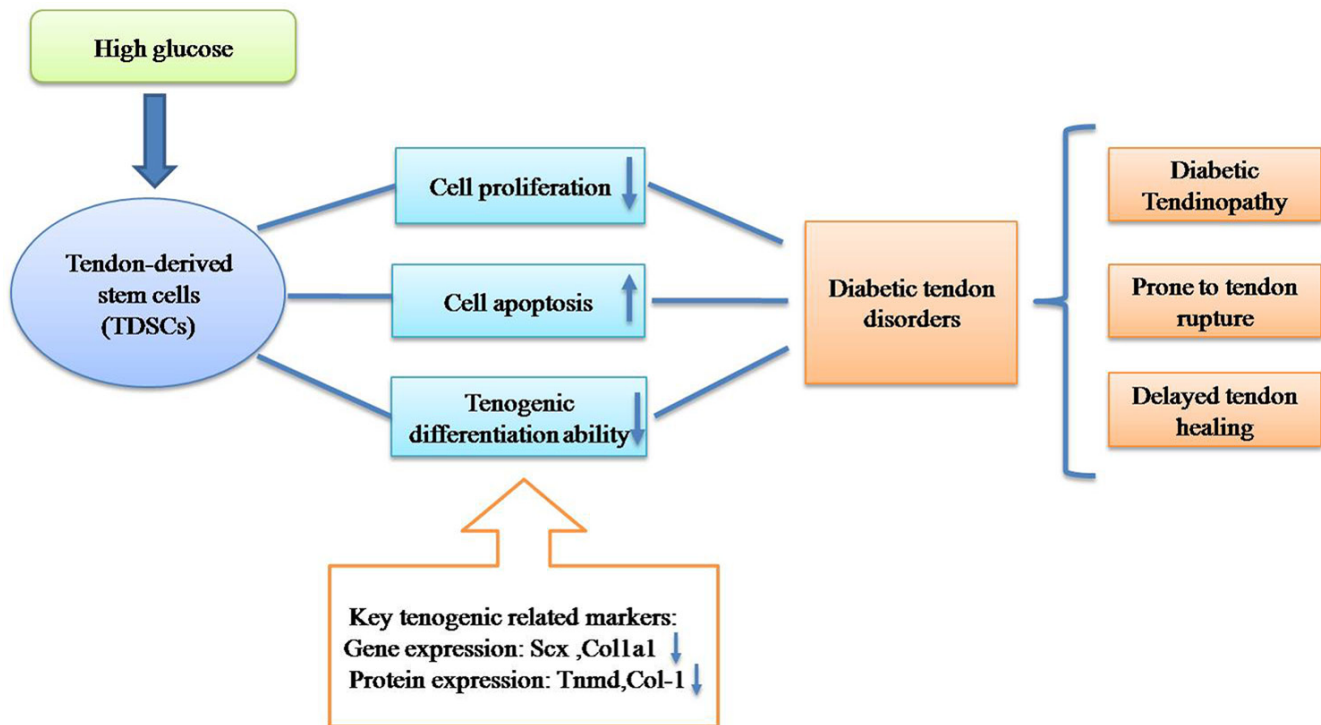 High glucose
Tendon-derived
stem cells
(TDSCs)
Cell proliferation
Cell apoptosis
Tenogenic
differentiation ability
Key tenogenic related markers:
Gene expression: Scx ,Col1a1
Protein expression: Tnmd,Col-1
Diabetic tendon
disorders
Diabetic
Tendinopathy
Prone to tendon
rupture
Delayed tendon
healing